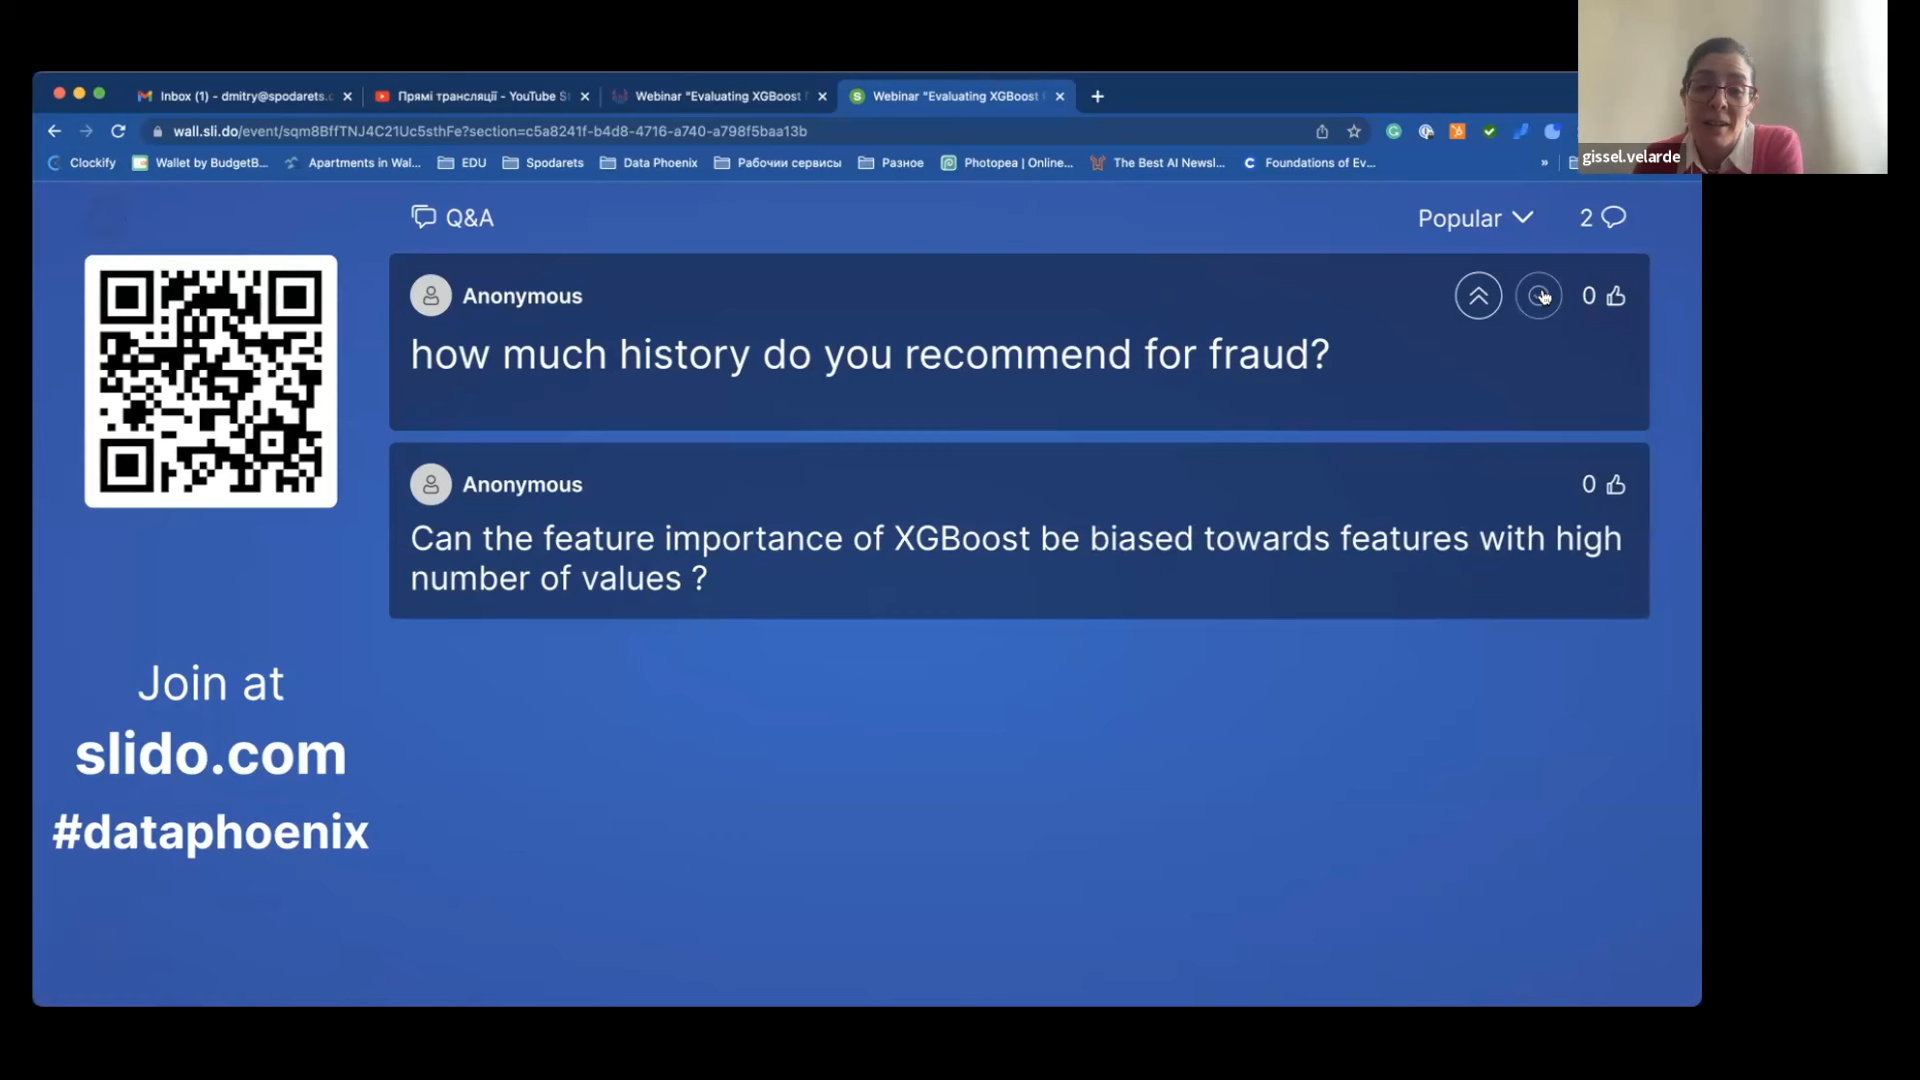 Inbox (1) - dmitry@spodarets.
Прямі трансляції - YouTube S
Webinar "Evaluating XGBoost f
Webinar "Evaluating XGBoost
wall.sli.do/event/sqm8BffTNJ4C21Uc5sthFe?section=c5a8241f-b4d8-4716-a740-a798f5baa13b
Clockify
Wallet by BudgetB...
Apartments in Wal...
EDU
Spodarets
Data Phoenix
Рабочии сервисы
Разное
Photopea | Online...
The Best AI Newsl...
Foundations of Ev...
»
gissel.velarde
Q&A
Popular
2
Anonymous
0
how much history do you recommend for fraud?
Anonymous
0
Can the feature importance of XGBoost be biased towards features with high
number of values ?
Join at
slido.com
#dataphoenix